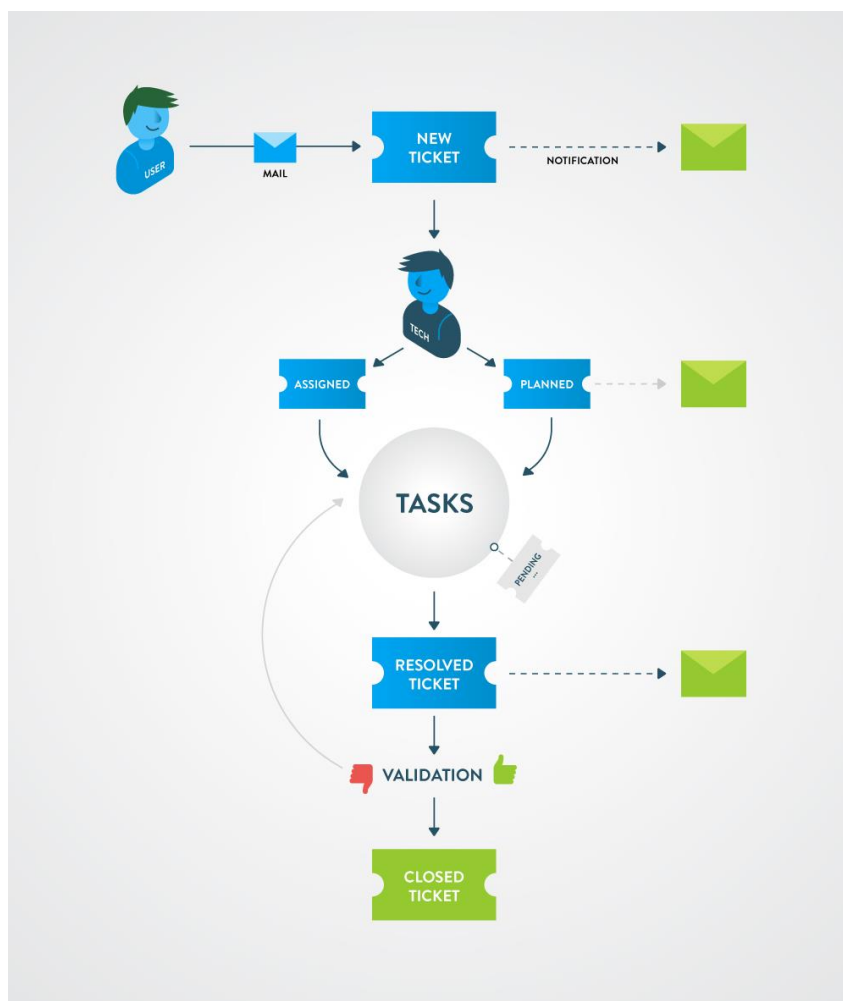 USER
MAIL
NEW
TICKET
NOTIFICATION
TECH
ASSIGNED
PLANNED
TASKS
PENDING
...
RESOLVED
TICKET
VALIDATION
CLOSED
TICKET